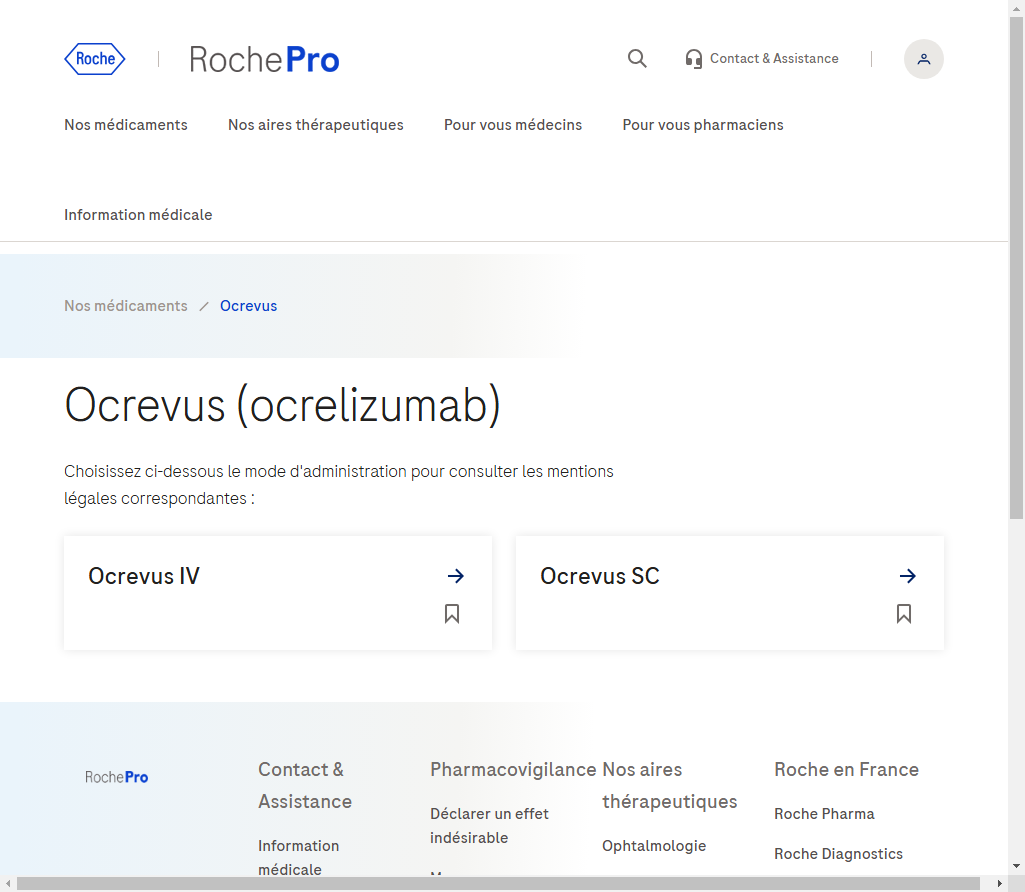 Roche
RochePro
Contact & Assistance
Nos médicaments
Nos aires thérapeutiques
Pour vous médecins
Pour vous pharmaciens
Information médicale
Nos médicaments / Ocrevus
Ocrevus (ocrelizumab)
Choisissez ci-dessous le mode d'administration pour consulter les mentions
légales correspondantes :
Ocrevus IV
Ocrevus SC
RochePro
Contact &
Assistance
Information
médicale
Pharmacovigilance
Déclarer un effet
indésirable
Nos aires
thérapeutiques
Ophtalmologie
Roche en France
Roche Pharma
Roche Diagnostics